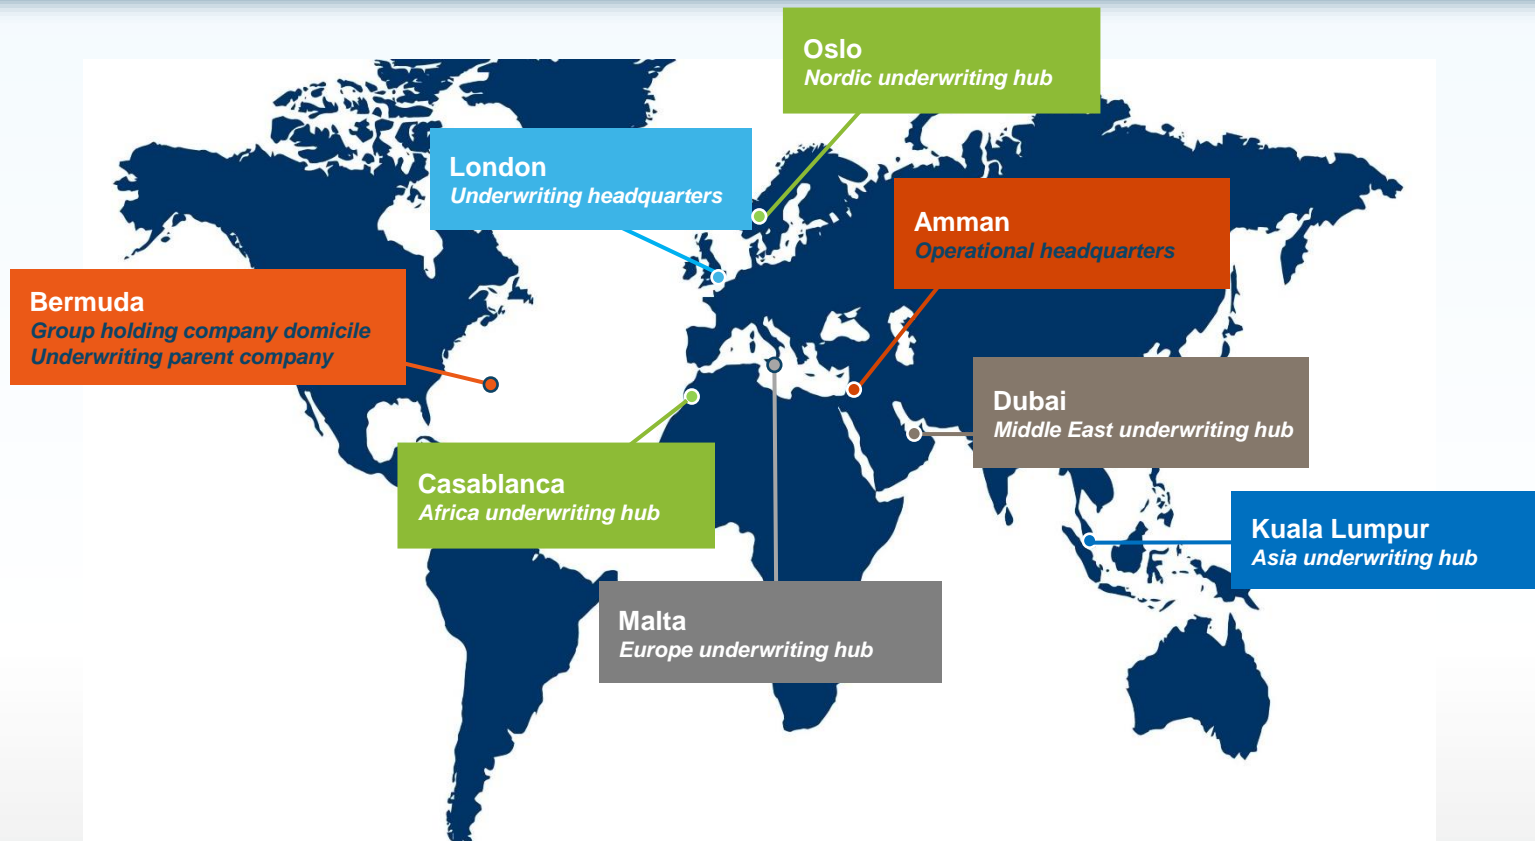 Oslo
Nordic underwriting hub
London
Underwriting headquarters
Amman
Operational headquarters
Bermuda
Group holding company domicile
Underwriting parent company
Dubai
Middle East underwriting hub
Casablanca
Africa underwriting hub
Kuala Lumpur
Asia underwriting hub
Malta
Europe underwriting hub